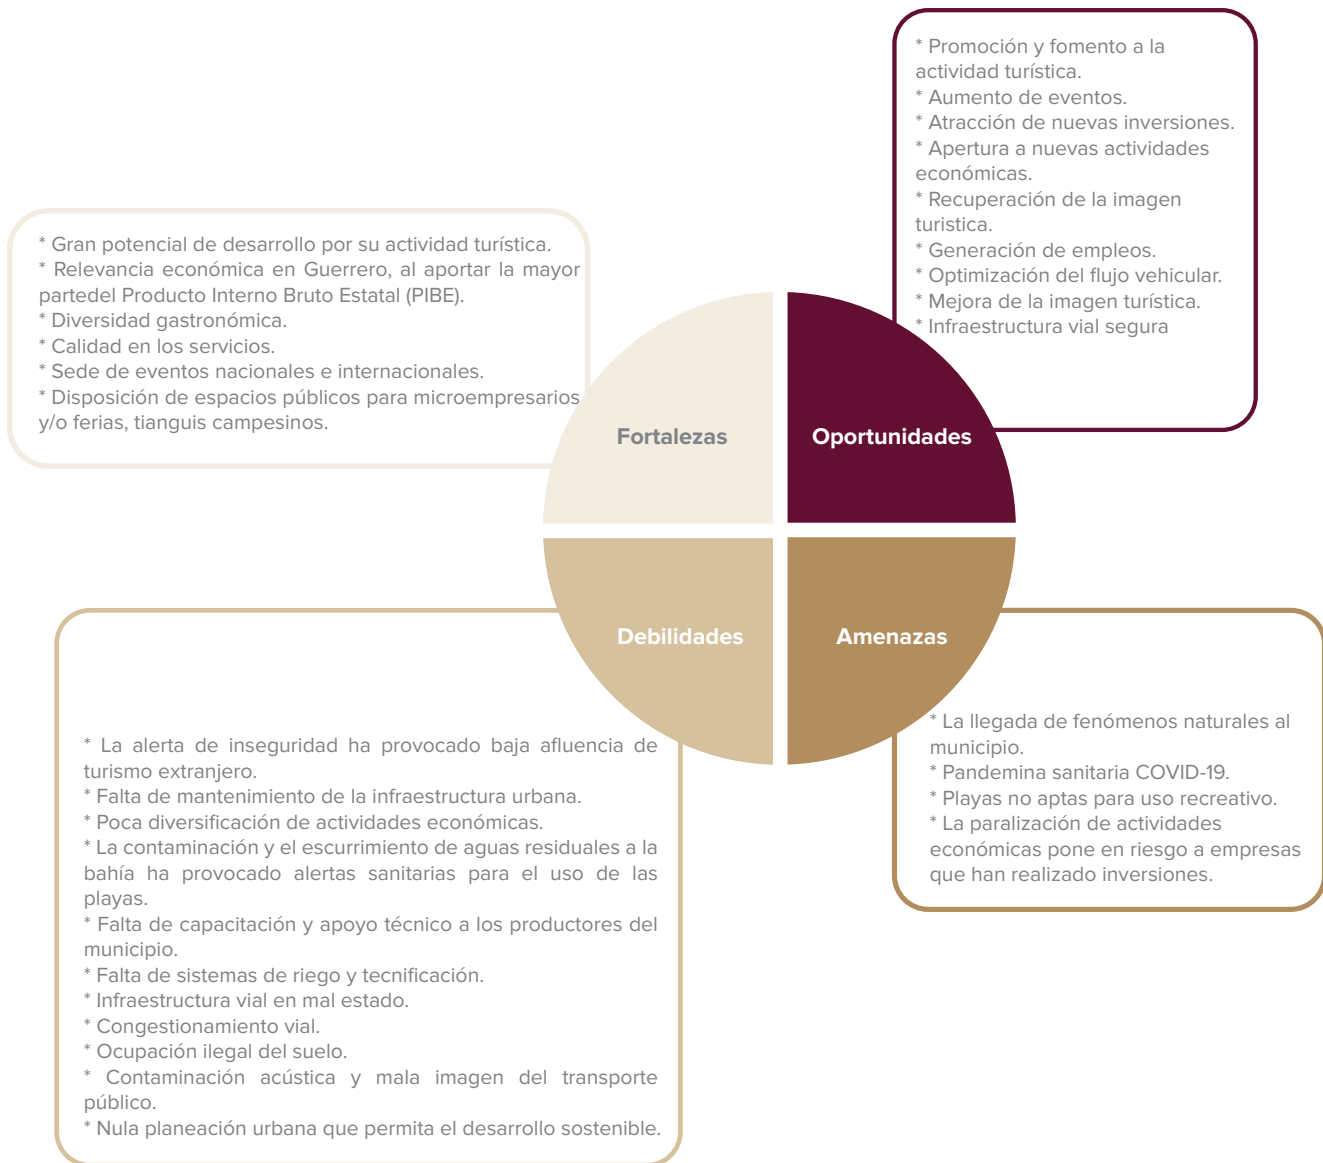 * Promoción y fomento a la
actividad turística.
* Aumento de eventos.
* Atracción de nuevas inversiones.
* Apertura a nuevas actividades
económicas.
* Recuperación de la imagen
turistica.
* Generación de empleos.
* Optimización del flujo vehicular.
* Mejora de la imagen turística.
* Infraestructura vial segura
* Gran potencial de desarrollo por su actividad turística.
* Relevancia económica en Guerrero, al aportar la mayor
partedel Producto Interno Bruto Estatal (PIBE).
* Diversidad gastronómica.
* Calidad en los servicios.
* Sede de eventos nacionales e internacionales.
* Disposición de espacios públicos para microempresarios
y/o ferias, tianguis campesinos.
Fortalezas
Oportunidades
Debilidades
Amenazas
* La alerta de inseguridad ha provocado baja afluencia de
turismo extranjero.
* Falta de mantenimiento de la infraestructura urbana.
* Poca diversificación de actividades económicas.
* La contaminación y el escurrimiento de aguas residuales a la
bahía ha provocado alertas sanitarias para el uso de las
playas.
* Falta de capacitación y apoyo técnico a los productores del
municipio.
* Falta de sistemas de riego y tecnificación.
* Infraestructura vial en mal estado.
* Congestionamiento vial.
* Ocupación ilegal del suelo.
* Contaminación acústica y mala imagen del transporte
público.
* Nula planeación urbana que permita el desarrollo sostenible.
* La llegada de fenómenos naturales al
municipio.
* Pandemina sanitaria COVID-19.
* Playas no aptas para uso recreativo.
* La paralización de actividades
económicas pone en riesgo a empresas
que han realizado inversiones.